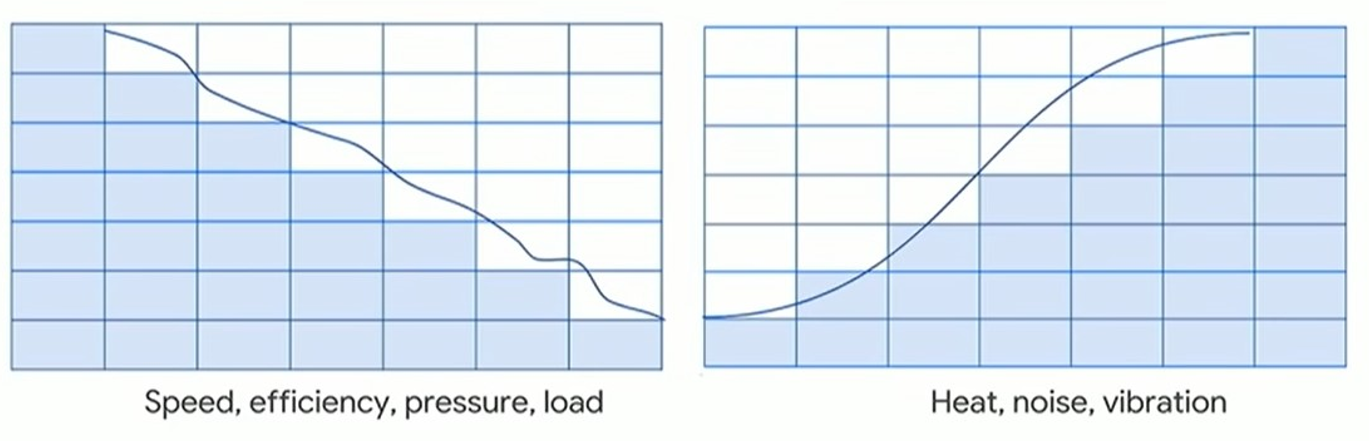 Speed, efficiency, pressure, load
Heat, noise, vibration